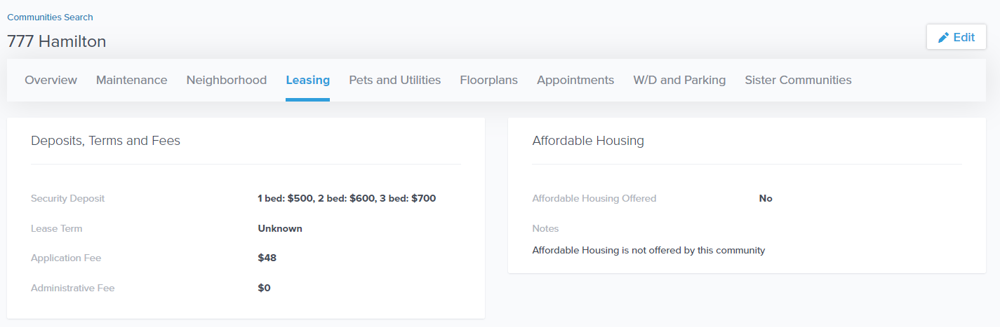 Communities Search
777 Hamilton
Edit
Overview Maintenance Neighborhood Leasing Pets and Utilities Floorplans Appointments W/D and Parking Sister Communities
Deposits, Terms and Fees
Security Deposit 1 bed: $500, 2 bed: $600, 3 bed: $700
Lease Term Unknown
Application Fee $48
Administrative Fee $0
Affordable Housing
Affordable Housing Offered No
Notes
Affordable Housing is not offered by this community